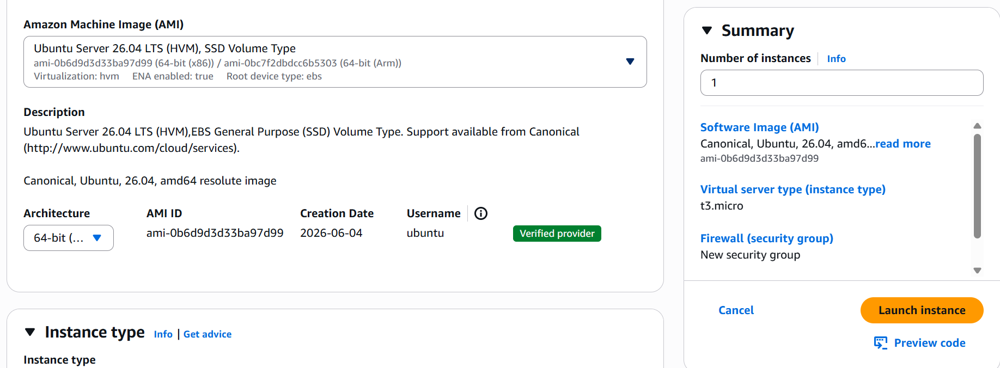 Amazon Machine Image (AMI)
Ubuntu Server 26.04 LTS (HVM), SSD Volume Type
ami-0b6d9d3d33ba97d99 (64-bit (x86)) / ami-0bc7f2dbdcc6b5303 (64-bit (Arm))
Virtualization: hvm ENA enabled: true Root device type: ebs
Description
Ubuntu Server 26.04 LTS (HVM),EBS General Purpose (SSD) Volume Type. Support available from Canonical
(http://www.ubuntu.com/cloud/services).
Canonical, Ubuntu, 26.04, amd64 resolute image
Architecture AMI ID Creation Date Username
64-bit (... ami-0b6d9d3d33ba97d99 2026-06-04 ubuntu Verified provider
Instance type Info | Get advice
Instance type
Summary
Number of instances Info
1
Software Image (AMI)
Canonical, Ubuntu, 26.04, amd6...read more
ami-0b6d9d3d33ba97d99
Virtual server type (instance type)
t3.micro
Firewall (security group)
New security group
Cancel Launch instance
Preview code